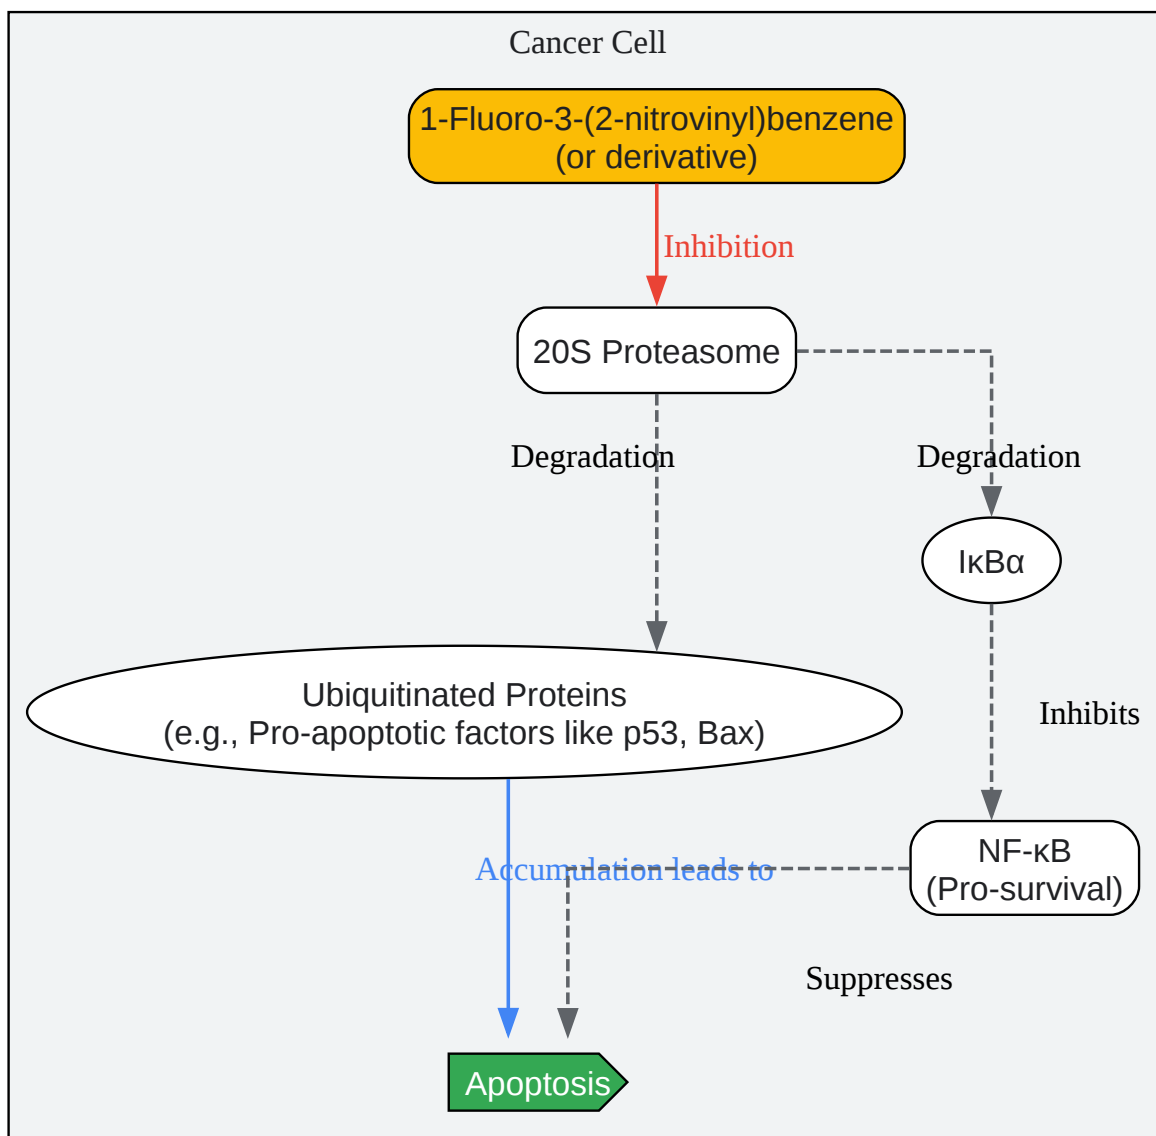 Cancer Cell
1-Fluoro-3-(2-nitrovinyl)benzene
(or derivative)
Inhibition
20S Proteasome
Degradation
Degradation
IκBα
Ubiquitinated Proteins
(e.g., Pro-apoptotic factors like p53, Bax)
Inhibits
NF-κB
(Pro-survival)
Accumulation leads to
Suppresses
Apoptosis